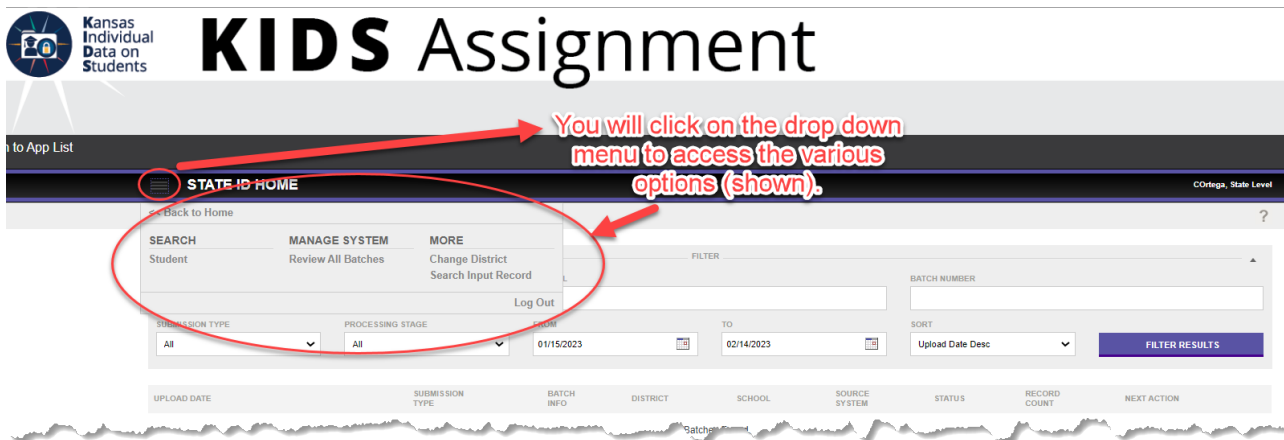 Kansas
Individual
Data on
Students
KIDS Assignment
You will click on the drop down
menu to access the various
options (shown).
to App List
STATE ID HOME
COrtega, State Level
<< Back to Home
?
SEARCH MANAGE SYSTEM MORE
Student Review All Batches Change District
Search Input Record
Log Out
FILTER
BATCH NUMBER
SUBMISSION TYPE PROCESSING STAGE FROM TO SORT
All All 01/15/2023 02/14/2023 Upload Date Desc FILTER RESULTS
UPLOAD DATE SUBMISSION TYPE BATCH INFO DISTRICT SCHOOL SOURCE SYSTEM STATUS RECORD COUNT NEXT ACTION
Batches